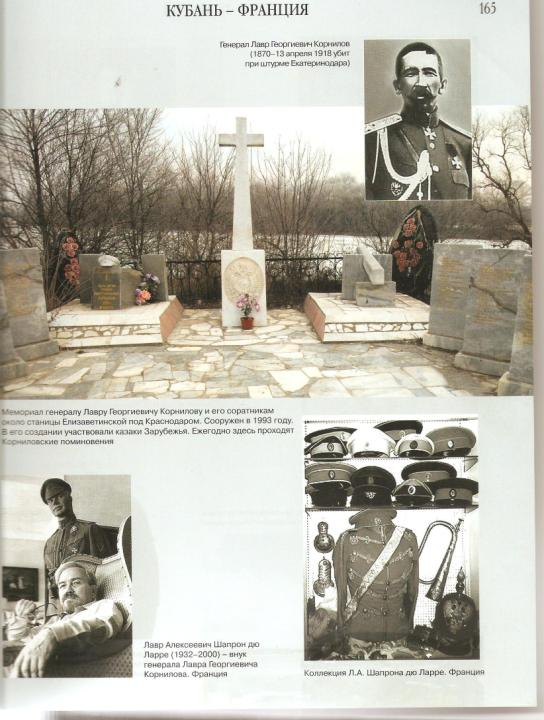 КУБАНЬ – ФРАНЦИЯ
165
Генерал Лавр Георгиевич Корнилов
(1870–13 апреля 1918 убит
при штурме Екатеринодара)
Мемориал генералу Лавру Георгиевичу Корнилову и его соратникам
около станицы Елизаветинской под Краснодаром. Сооружен в 1993 году.
В его создании участвовали казаки Зарубежья. Ежегодно здесь проходят
Корниловские поминовения
Лавр Алексеевич Шапрон дю
Ларре (1932–2000) – внук
генерала Лавра Георгиевича
Корнилова. Франция
Коллекция Л.А. Шапрона дю Ларре. Франция